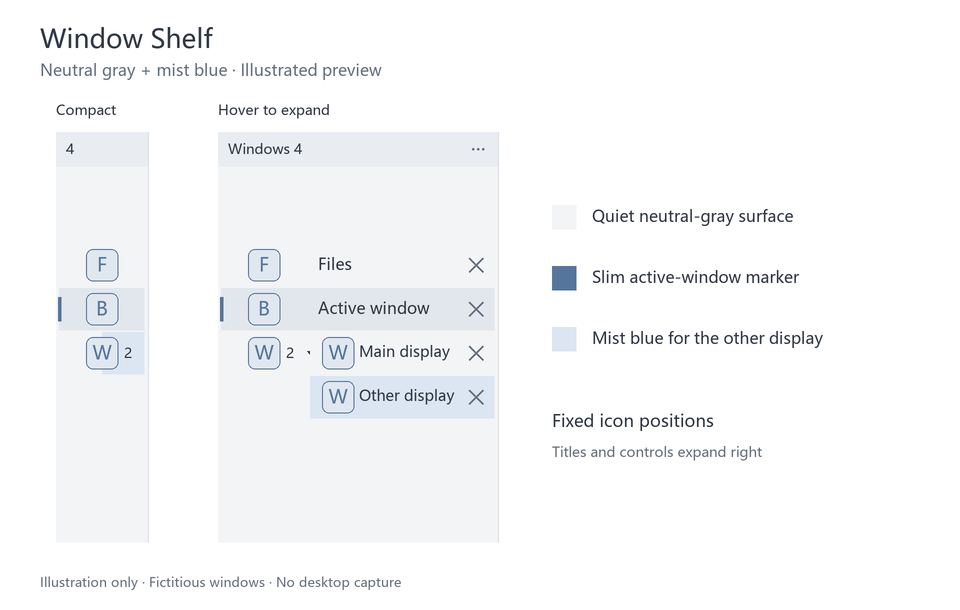 Window Shelf
Neutral gray + mist blue · Illustrated preview
Compact
Hover to expand
4
Windows 4
...
F
B
W 2
F Files
B Active window
W 2 W Main display
W Other display
Quiet neutral-gray surface
Slim active-window marker
Mist blue for the other display
Fixed icon positions
Titles and controls expand right
Illustration only · Fictitious windows · No desktop capture